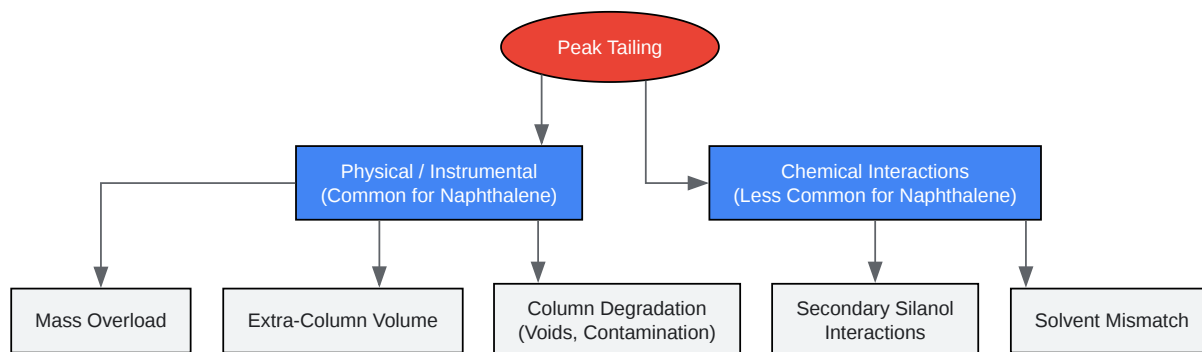 Peak Tailing
Physical / Instrumental
(Common for Naphthalene)
Chemical Interactions
(Less Common for Naphthalene)
Mass Overload
Extra-Column Volume
Column Degradation
(Voids, Contamination)
Secondary Silanol
Interactions
Solvent Mismatch